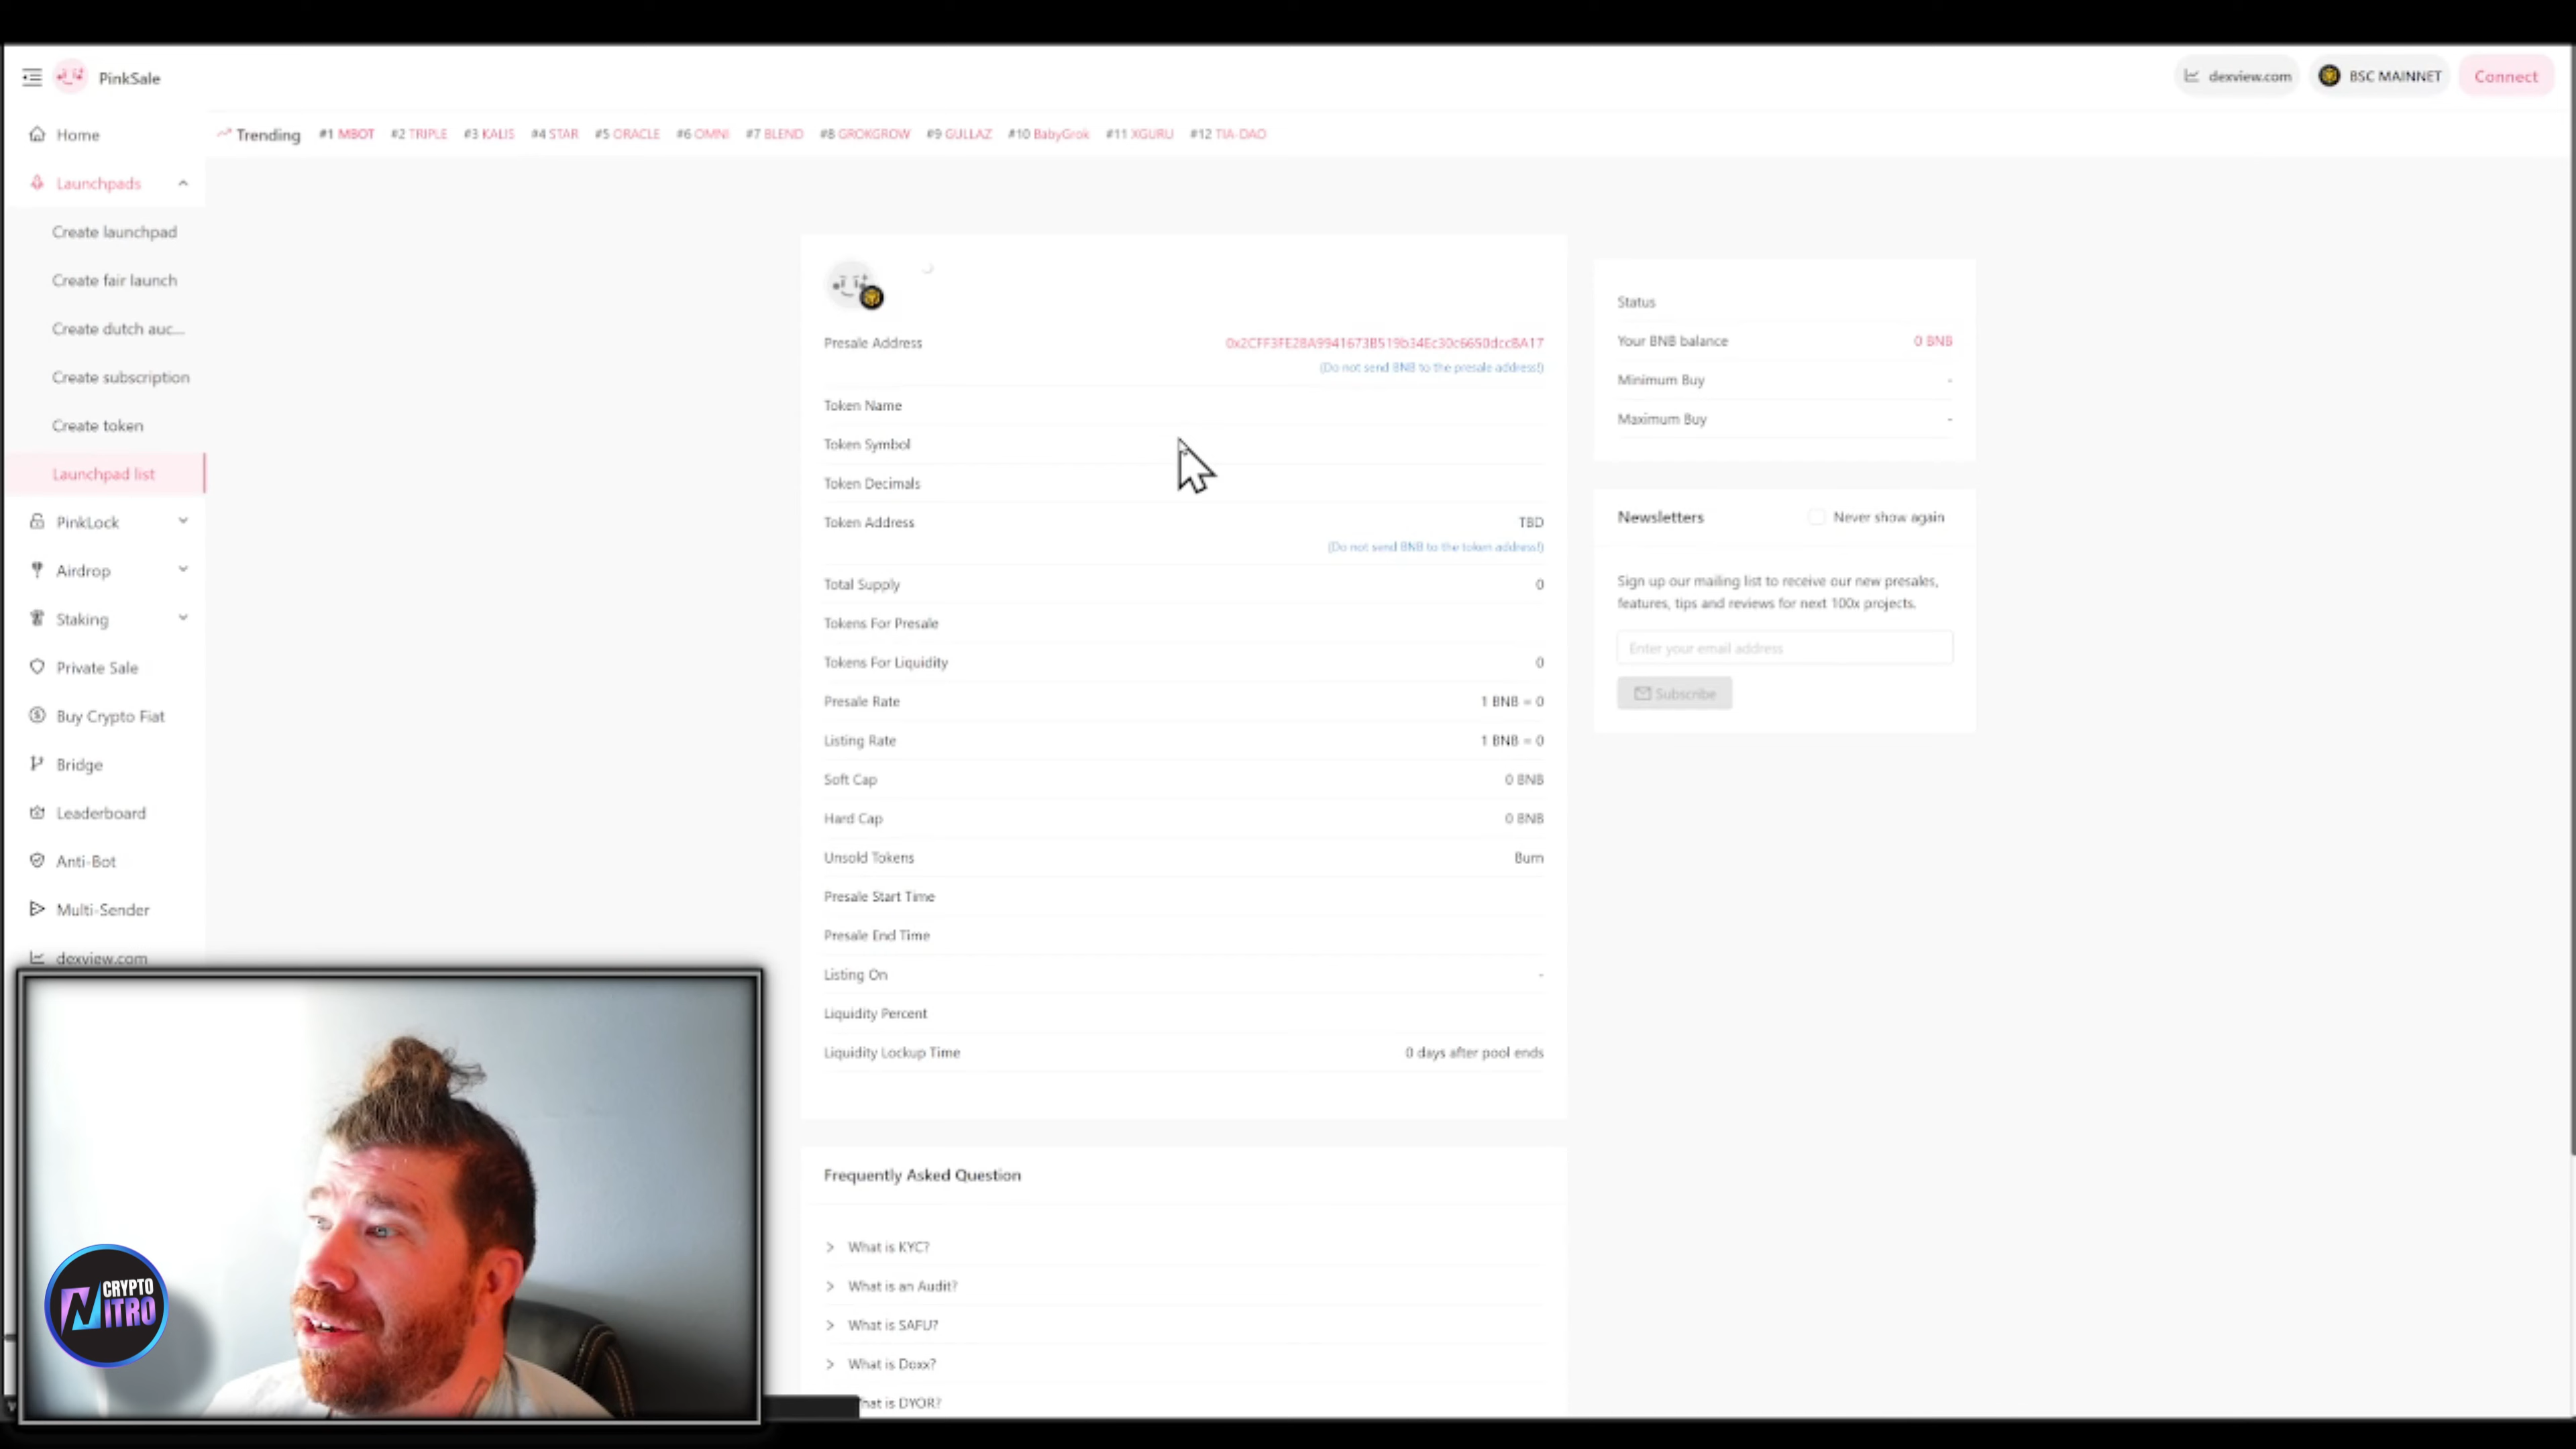 PinkSale
dexview.com
BSC MAINNET
Connect
Home
Trending #1 MBOT #2 TRIPLE #3 KALIS #4 STAR #5 ORACLE #6 OMNI #7 BLEND #8 GROKGROW #9 GULLAZ #10 BabyGrok #11 XGURU #12 TIA-DAO
Launchpads
Create launchpad
Create fair launch
Create dutch auc...
Create subscription
Create token
Launchpad list
PinkLock
Airdrop
Staking
Private Sale
Buy Crypto Fiat
Bridge
Leaderboard
Anti-Bot
Multi-Sender
dexview.com
Presale Address 0x2CFF3FE28A9941673B519b34Ec30c6650dccBA17
(Do not send BNB to the presale address!)
Token Name
Token Symbol
Token Decimals
Token Address TBD
(Do not send BNB to the token address!)
Total Supply 0
Tokens For Presale
Tokens For Liquidity 0
Presale Rate 1 BNB = 0
Listing Rate 1 BNB = 0
Soft Cap 0 BNB
Hard Cap 0 BNB
Unsold Tokens Burn
Presale Start Time
Presale End Time
Listing On -
Liquidity Percent
Liquidity Lockup Time 0 days after pool ends
Frequently Asked Question
What is KYC?
What is an Audit?
What is SAFU?
What is Doxx?
hat is DYOR?
Status
Your BNB balance 0 BNB
Minimum Buy -
Maximum Buy -
Newsletters Never show again
Sign up our mailing list to receive our new presales,
features, tips and reviews for next 100x projects.
Enter your email address
Subscribe
CRYPTO
NITRO